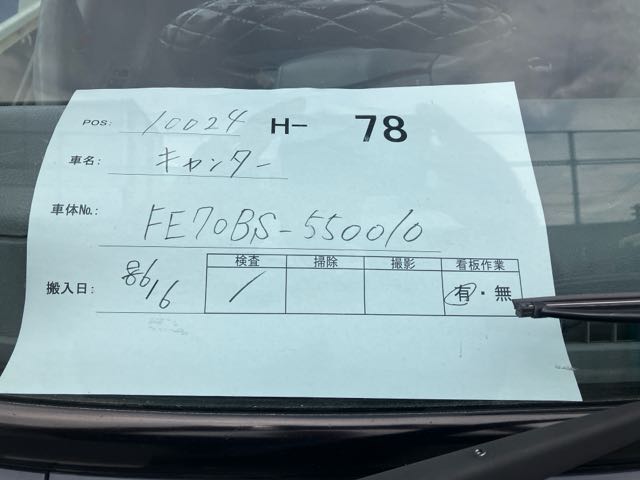 POS: 10024 H- 78
車名: キャンター
車体No.: FE70BS-550010
検査 掃除 撮影 看板作業
搬入日: 8/16 / 有・無